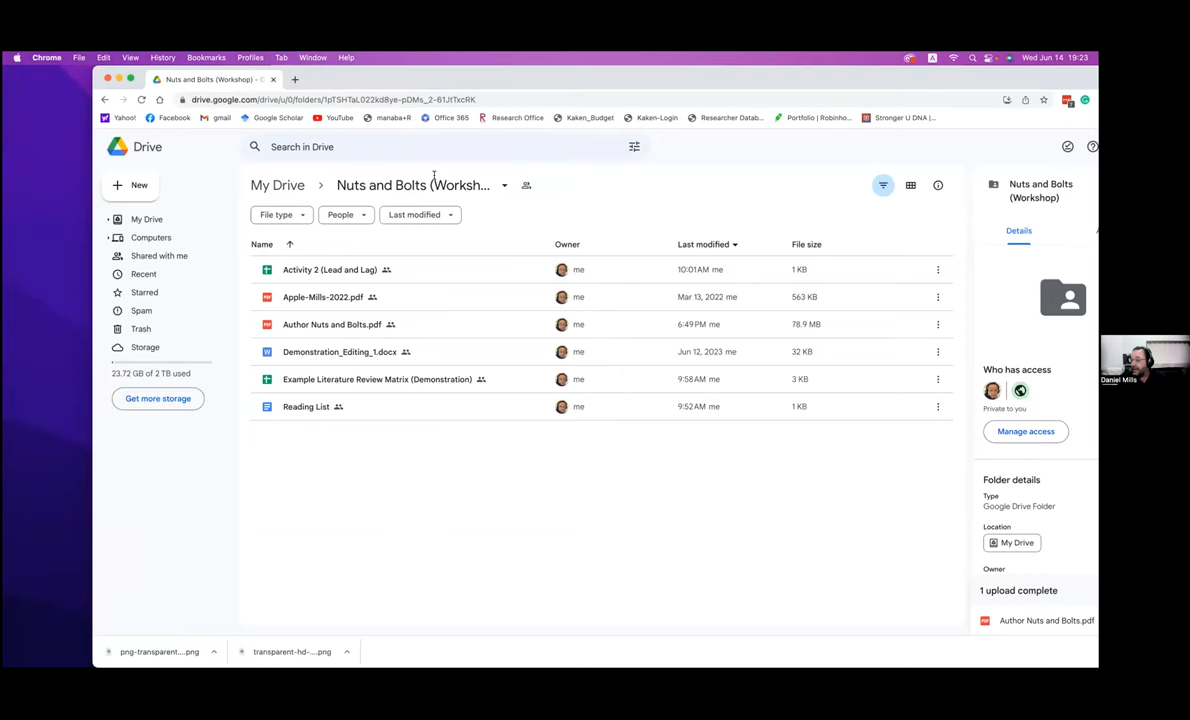 Chrome File Edit View History Bookmarks Profiles Tab Window Help A Wed Jun 14 19:23
Nuts and Bolts (Workshop) - G
drive.google.com/drive/u/0/folders/1pTSHTaL022kd8ye-pDMs_2-61JtTxcRK
Yahoo! Facebook gmail Google Scholar YouTube manaba+R Office 365 Research Office Kaken_Budget Kaken-Login Researcher Datab... Portfolio | Robinho... Stronger U |DNA|...
Drive Search in Drive
New
My Drive
Computers
Shared with me
Recent
Starred
Spam
Trash
Storage
23.72 GB of 2 TB used
Get more storage
My Drive > Nuts and Bolts (Worksh...
File type People Last modified
Name Owner Last modified File size
Activity 2 (Lead and Lag) me 10:01 AM me 1 KB
Apple-Mills-2022.pdf me Mar 13, 2022 me 563 KB
Author Nuts and Bolts.pdf me 6:49 PM me 78.9 MB
Demonstration_Editing_1.docx me Jun 12, 2023 me 32 KB
Example Literature Review Matrix (Demonstration) me 9:58 AM me 3 KB
Reading List me 9:52 AM me 1 KB
Nuts and Bolts
(Workshop)
Details
Who has access
Private to you
Manage access
Folder details
Type
Google Drive Folder
Location
My Drive
Owner
1 upload complete
Author Nuts and Bolts.pdf
png-transparent....png transparent-hd-....png
Daniel Mills